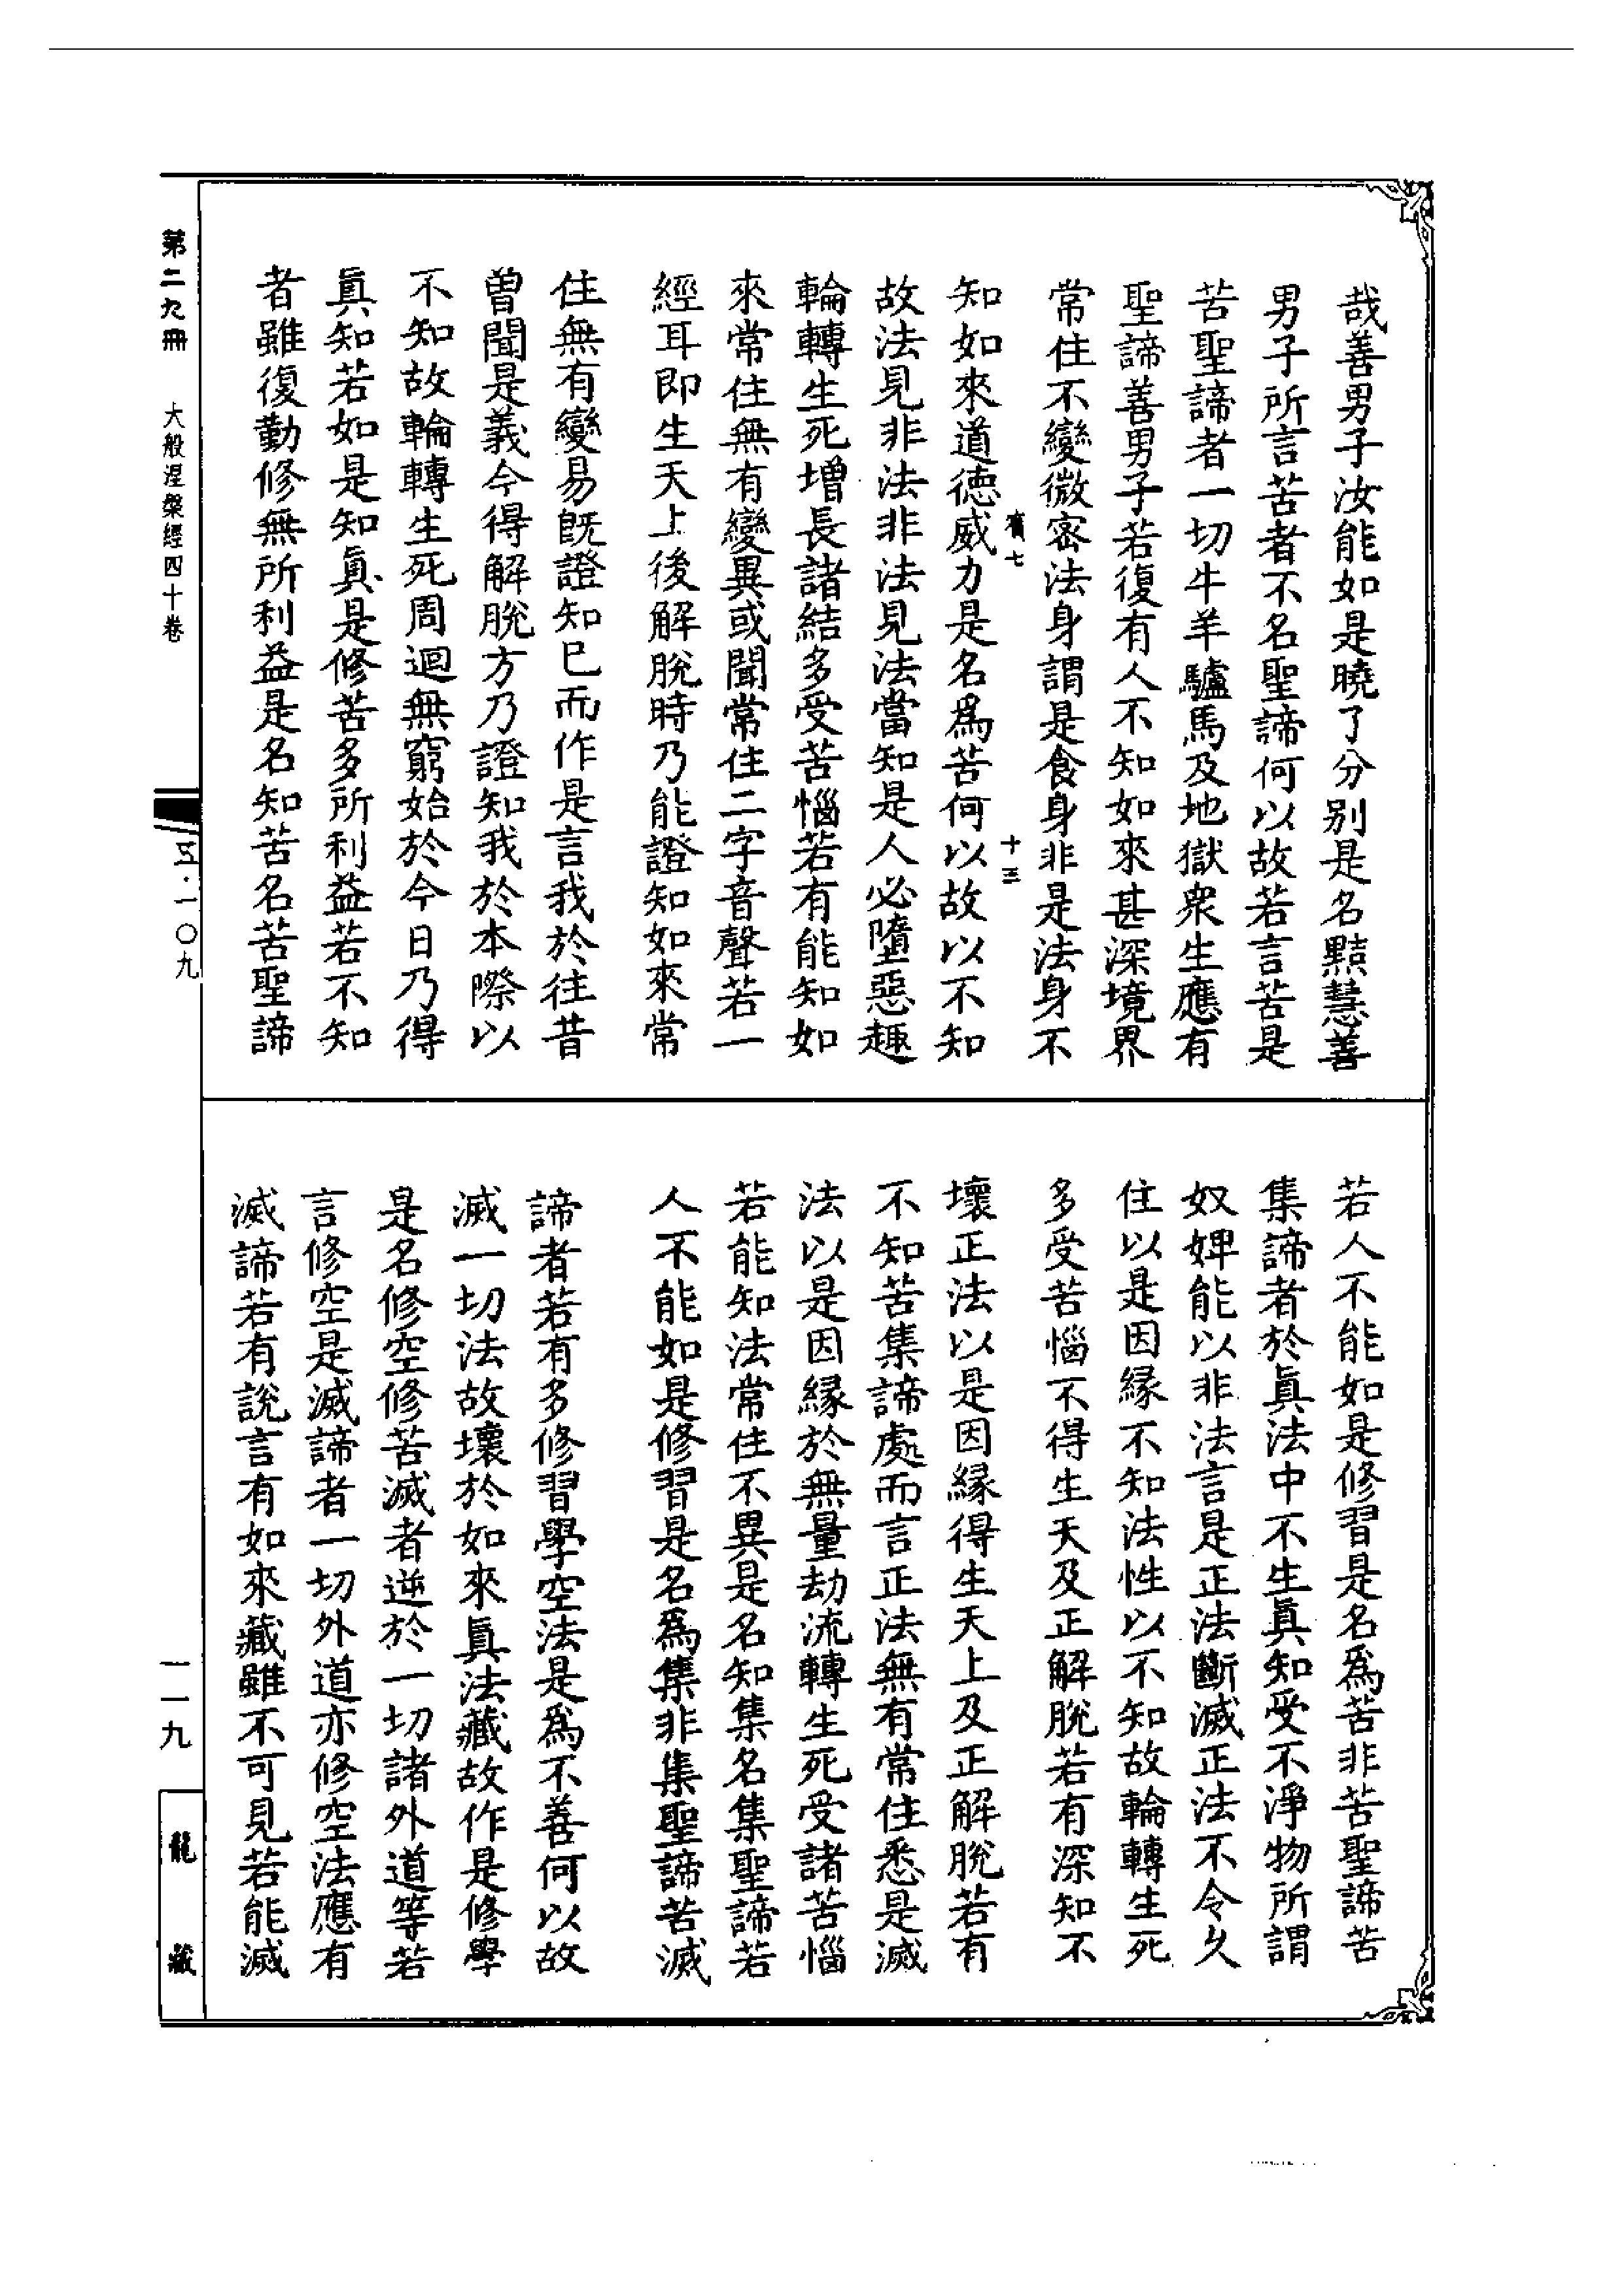 哉善男子汝能如是曉了分别是名黠慧善
男子所言苦者不名聖諦何以故若言苦是
苦聖諦者一切牛羊驢馬及地獄衆生應有
聖諦善男子若復有人不知如來甚深境界
常住不變微密法身謂是食身非是法身不
賓七 十三
知如來道德威力是名爲苦何以故以不知
故法見非法非法見法當知是人必墮惡趣
輪轉生死增長諸結多受苦惱若有能知如
來常住無有變異或聞常住二字音聲若一
經耳即生天上後解脫時乃能證知如來常
住無有變易旣證知已而作是言我於往昔
曾聞是義今得解脫方乃證知我於本際以
不知故輪轉生死周迴無窮始於今日乃得
眞知若如是知眞是修苦多所利益若不知
者雖復勤修無所利益是名知苦名苦聖諦
若人不能如是修習是名爲苦非苦聖諦苦
集諦者於眞法中不生眞知受不淨物所謂
奴婢能以非法言是正法斷滅正法不令久
住以是因緣不知法性以不知故輪轉生死
多受苦惱不得生天及正解脫若有深知不
壞正法以是因緣得生天上及正解脫若有
不知苦集諦處而言正法無有常住悉是滅
法以是因緣於無量劫流轉生死受諸苦惱
若能知法常住不異是名知集名集聖諦若
人不能如是修習是名爲集非集聖諦苦滅
諦者若有多修習學空法是爲不善何以故
滅一切法故壞於如來眞法藏故作是修學
是名修空修苦滅者逆於一切諸外道等若
言修空是滅諦者一切外道亦修空法應有
滅諦若有說言有如來藏雖不可見若能滅
第二九冊 大般涅槃經四十卷
五·一〇九
一一九
龍藏